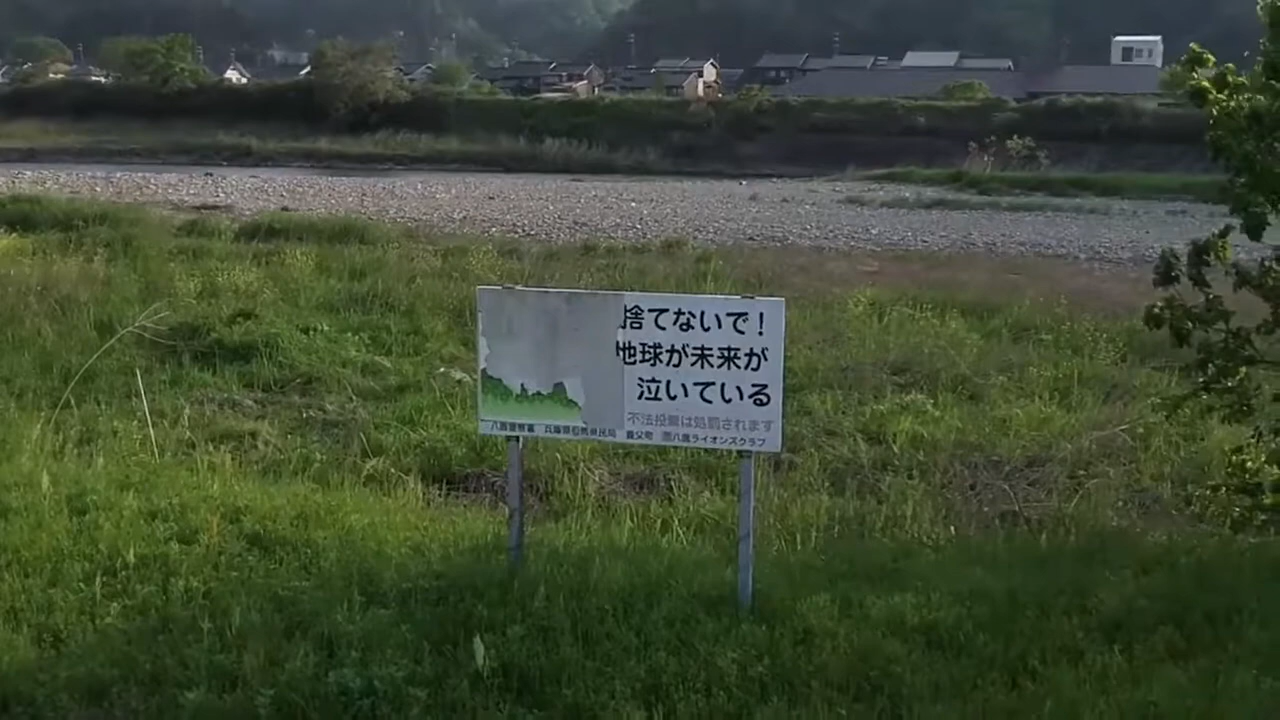 捨てないで!
地球が未来が
泣いている
不法投棄は処罰されます
八鹿警察署 兵庫県但馬県民局 養父町 八鹿ライオンズクラブ